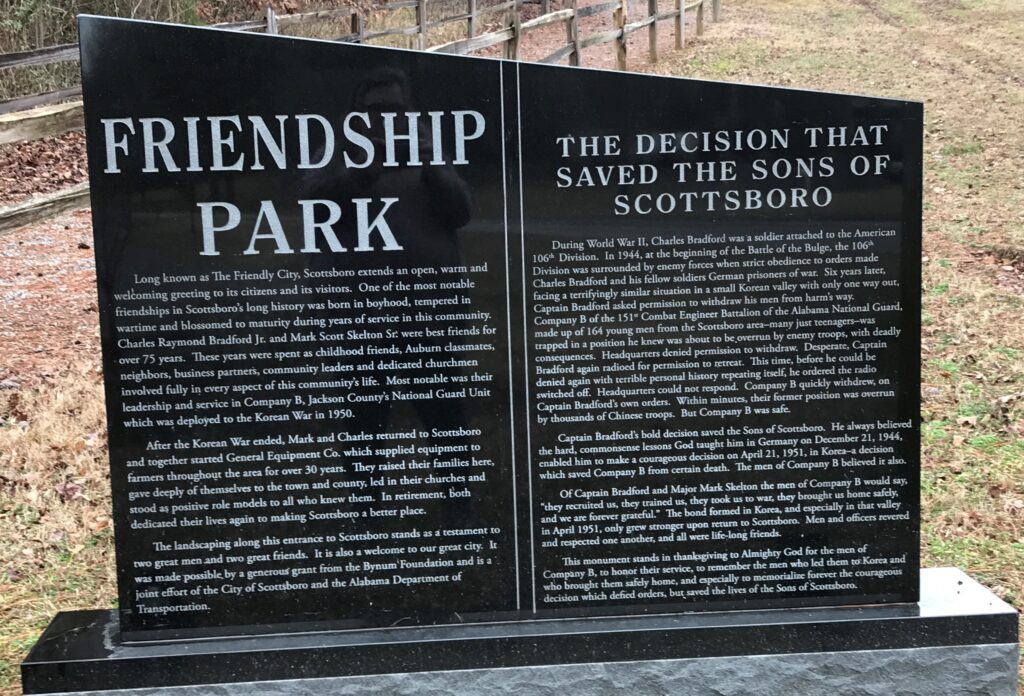 FRIENDSHIP
PARK
Long known as The Friendly City, Scottsboro extends an open, warm and
welcoming greeting to its citizens and its visitors. One of the most notable
friendships in Scottsboro's long history was born in boyhood, tempered in
wartime and blossomed to maturity during years of service in this community.
Charles Raymond Bradford Jr. and Mark Scott Skelton Sr. were best friends for
over 75 years. These years were spent as childhood friends, Auburn classmates,
neighbors, business partners, community leaders and dedicated churchmen
involved fully in every aspect of this community's life. Most notable was their
leadership and service in Company B, Jackson County's National Guard Unit
which was deployed to the Korean War in 1950.
After the Korean War ended, Mark and Charles returned to Scottsboro
and together started General Equipment Co. which supplied equipment to
farmers throughout the area for over 30 years. They raised their families here,
gave deeply of themselves to the town and county, led in their churches and
stood as positive role models to all who knew them. In retirement, both
dedicated their lives again to making Scottsboro a better place.
The landscaping along this entrance to Scottsboro stands as a testament to
two great men and two great friends. It is also a welcome to our great city. It
was made possible by a generous grant from the Bynum Foundation and is a
joint effort of the City of Scottsboro and the Alabama Department of
Transportation.
THE DECISION THAT
SAVED THE SONS OF
SCOTTSBORO
During World War II, Charles Bradford was a soldier attached to the American
106th Division. In 1944, at the beginning of the Battle of the Bulge, the 106th
Division was surrounded by enemy forces when strict obedience to orders made
Charles Bradford and his fellow soldiers German prisoners of war. Six years later,
facing a terrifyingly similar situation in a small Korean valley with only one way out,
Captain Bradford asked permission to withdraw his men from harm's way.
Company B of the 151st Combat Engineer Battalion of the Alabama National Guard,
made up of 164 young men from the Scottsboro area–many just teenagers–was
trapped in a position he knew was about to be overrun by enemy troops, with deadly
consequences. Headquarters denied permission to withdraw. Desperate, Captain
Bradford again radioed for permission to retreat. This time, before he could be
denied again with terrible personal history repeating itself, he ordered the radio
switched off. Headquarters could not respond. Company B quickly withdrew, on
Captain Bradford's own orders. Within minutes, their former position was overrun
by thousands of Chinese troops. But Company B was safe.
Captain Bradford's bold decision saved the Sons of Scottsboro. He always believed
the hard, commonsense lessons God taught him in Germany on December 21, 1944,
enabled him to make a courageous decision on April 21, 1951, in Korea–a decision
which saved Company B from certain death. The men of Company B believed it also.
Of Captain Bradford and Major Mark Skelton the men of Company B would say,
"they recruited us, they trained us, they took us to war, they brought us home safely,
and we are forever grateful." The bond formed in Korea, and especially in that valley
in April 1951, only grew stronger upon return to Scottsboro. Men and officers revered
and respected one another, and all were life-long friends.
This monument stands in thanksgiving to Almighty God for the men of
Company B, to honor their service, to remember the men who led them to Korea and
who brought them safely home, and especially to memorialize forever the courageous
decision which defied orders, but saved the lives of the Sons of Scottsboro.